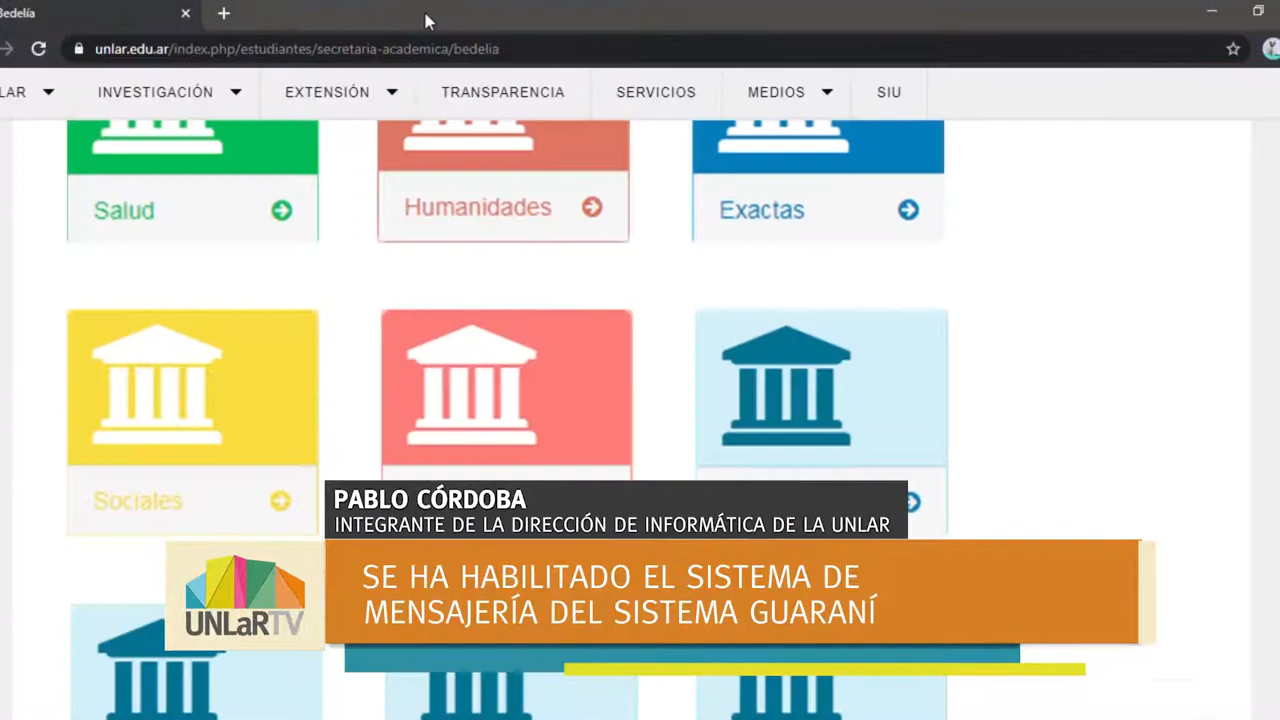 Bedelía
unlar.edu.ar/index.php/estudiantes/secretaria-academica/bedelia
LAR INVESTIGACIÓN EXTENSIÓN TRANSPARENCIA SERVICIOS MEDIOS SIU
Salud Humanidades Exactas
Sociales
PABLO CÓRDOBA
INTEGRANTE DE LA DIRECCIÓN DE INFORMÁTICA DE LA UNLAR
SE HA HABILITADO EL SISTEMA DE
MENSAJERÍA DEL SISTEMA GUARANÍ
UNLaRTV